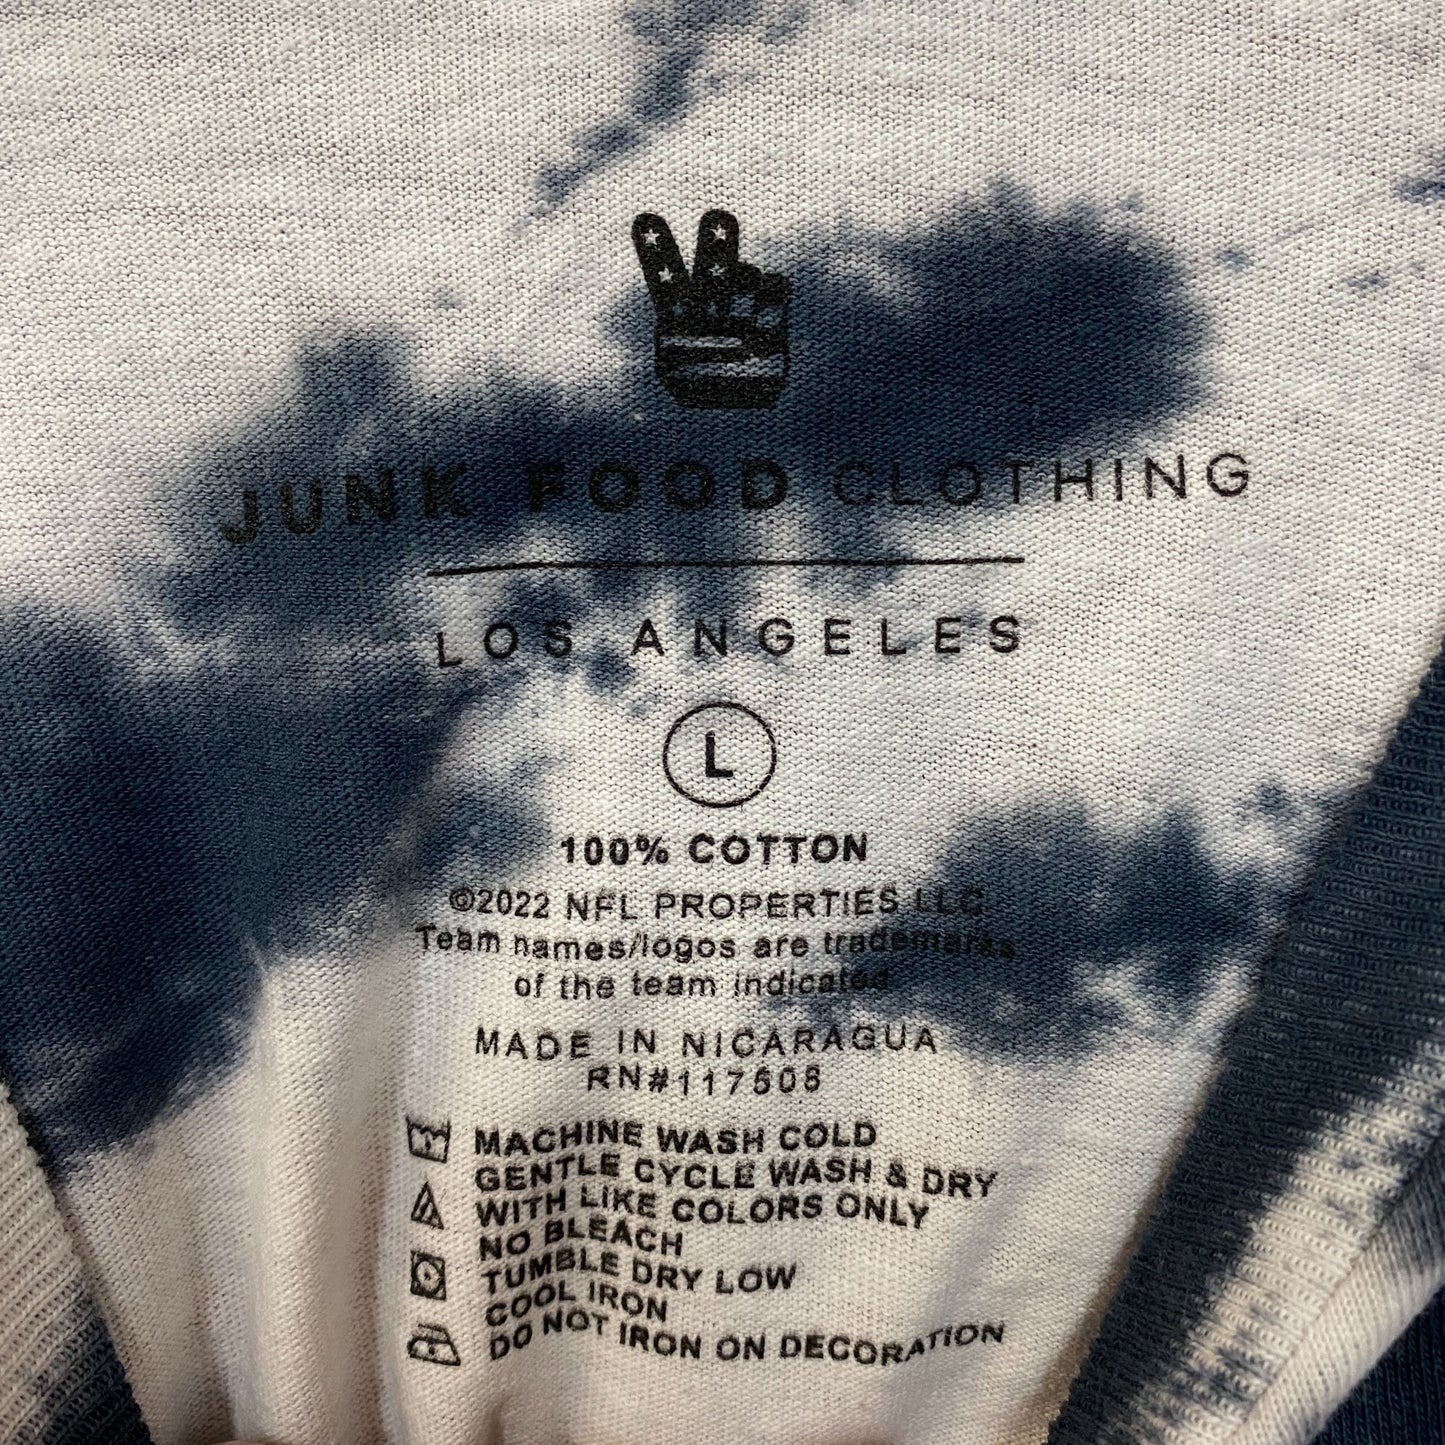 JUNK FOOD CLOTHING
LOS ANGELES
L
100% COTTON
©2022 NFL PROPERTIES LLC
Team names/logos are trademarks
of the team indicated
MADE IN NICARAGUA
RN#117505
MACHINE WASH COLD
GENTLE CYCLE WASH & DRY
WITH LIKE COLORS ONLY
NO BLEACH
TUMBLE DRY LOW
COOL IRON
DO NOT IRON ON DECORATION